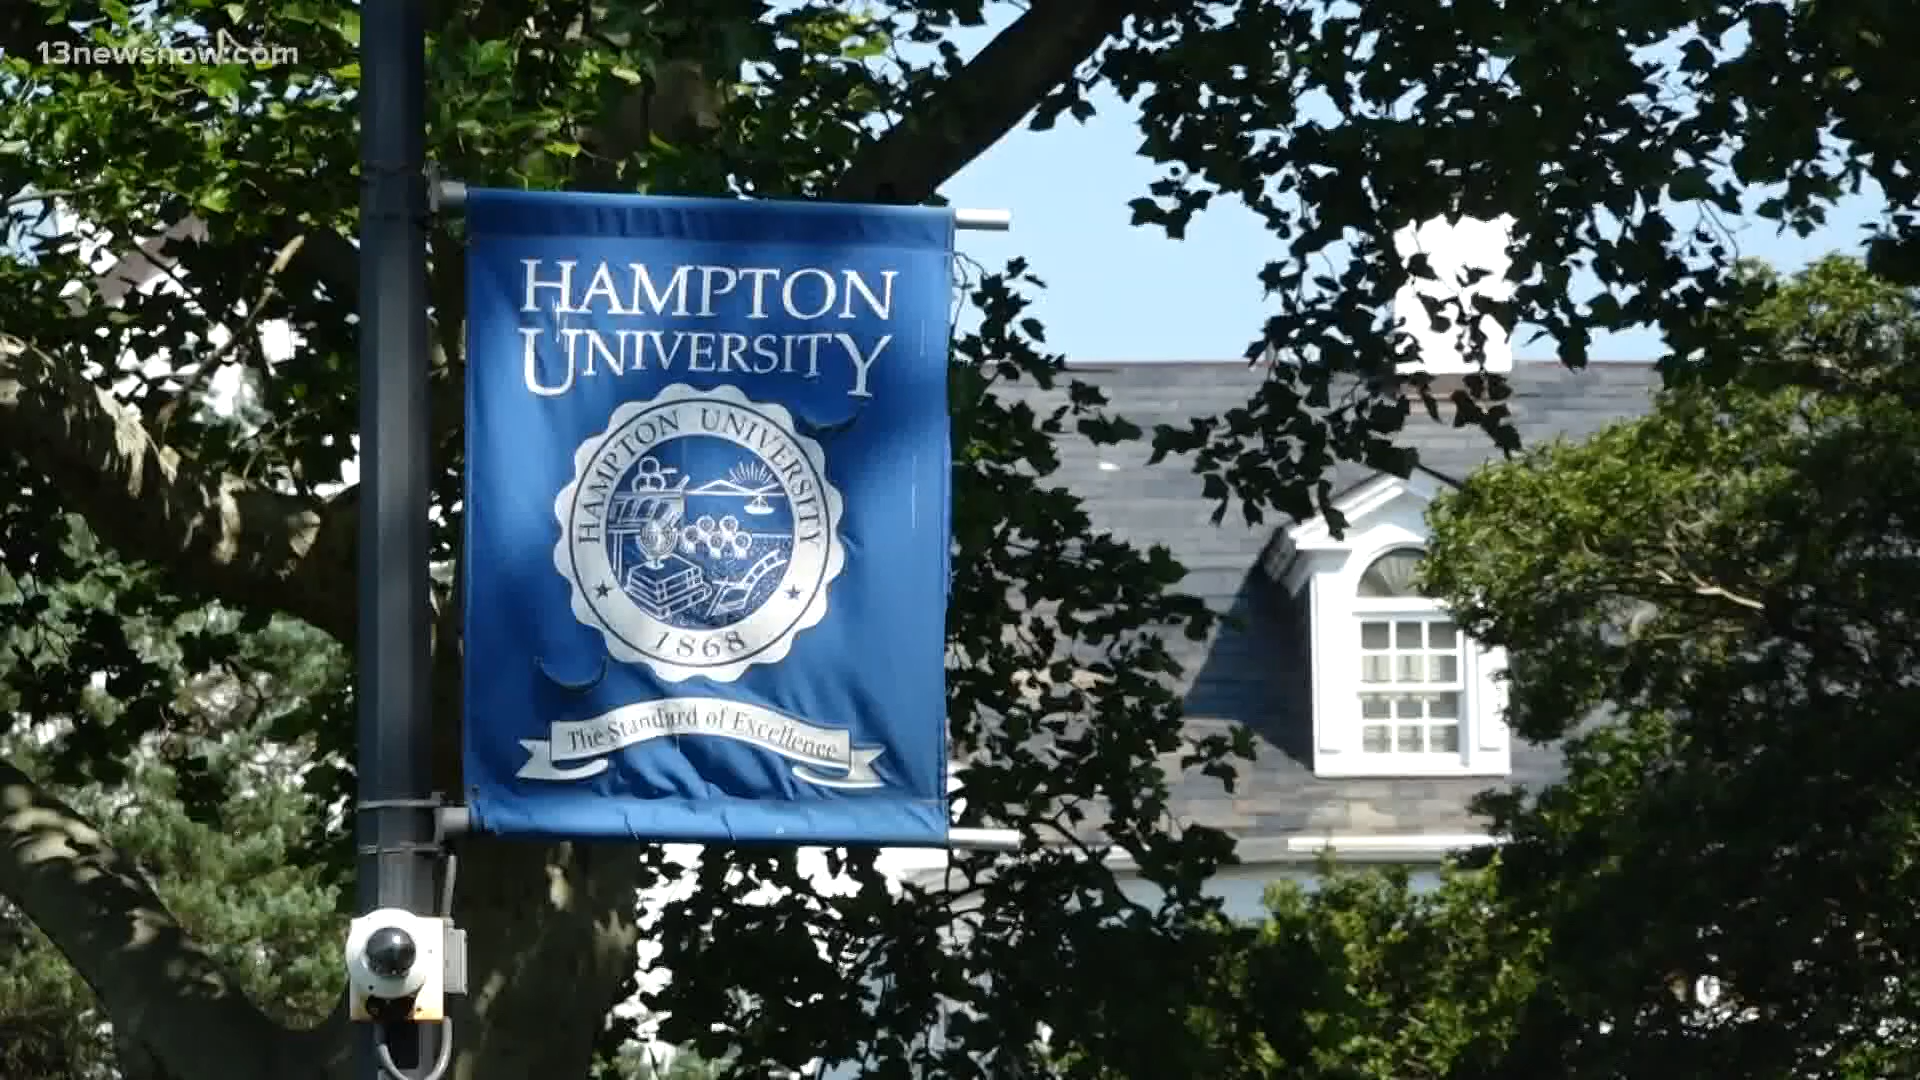 13newsnow.com
HAMPTON
UNIVERSITY
HAMPTON UNIVERSITY
1868
The Standard of Excellence